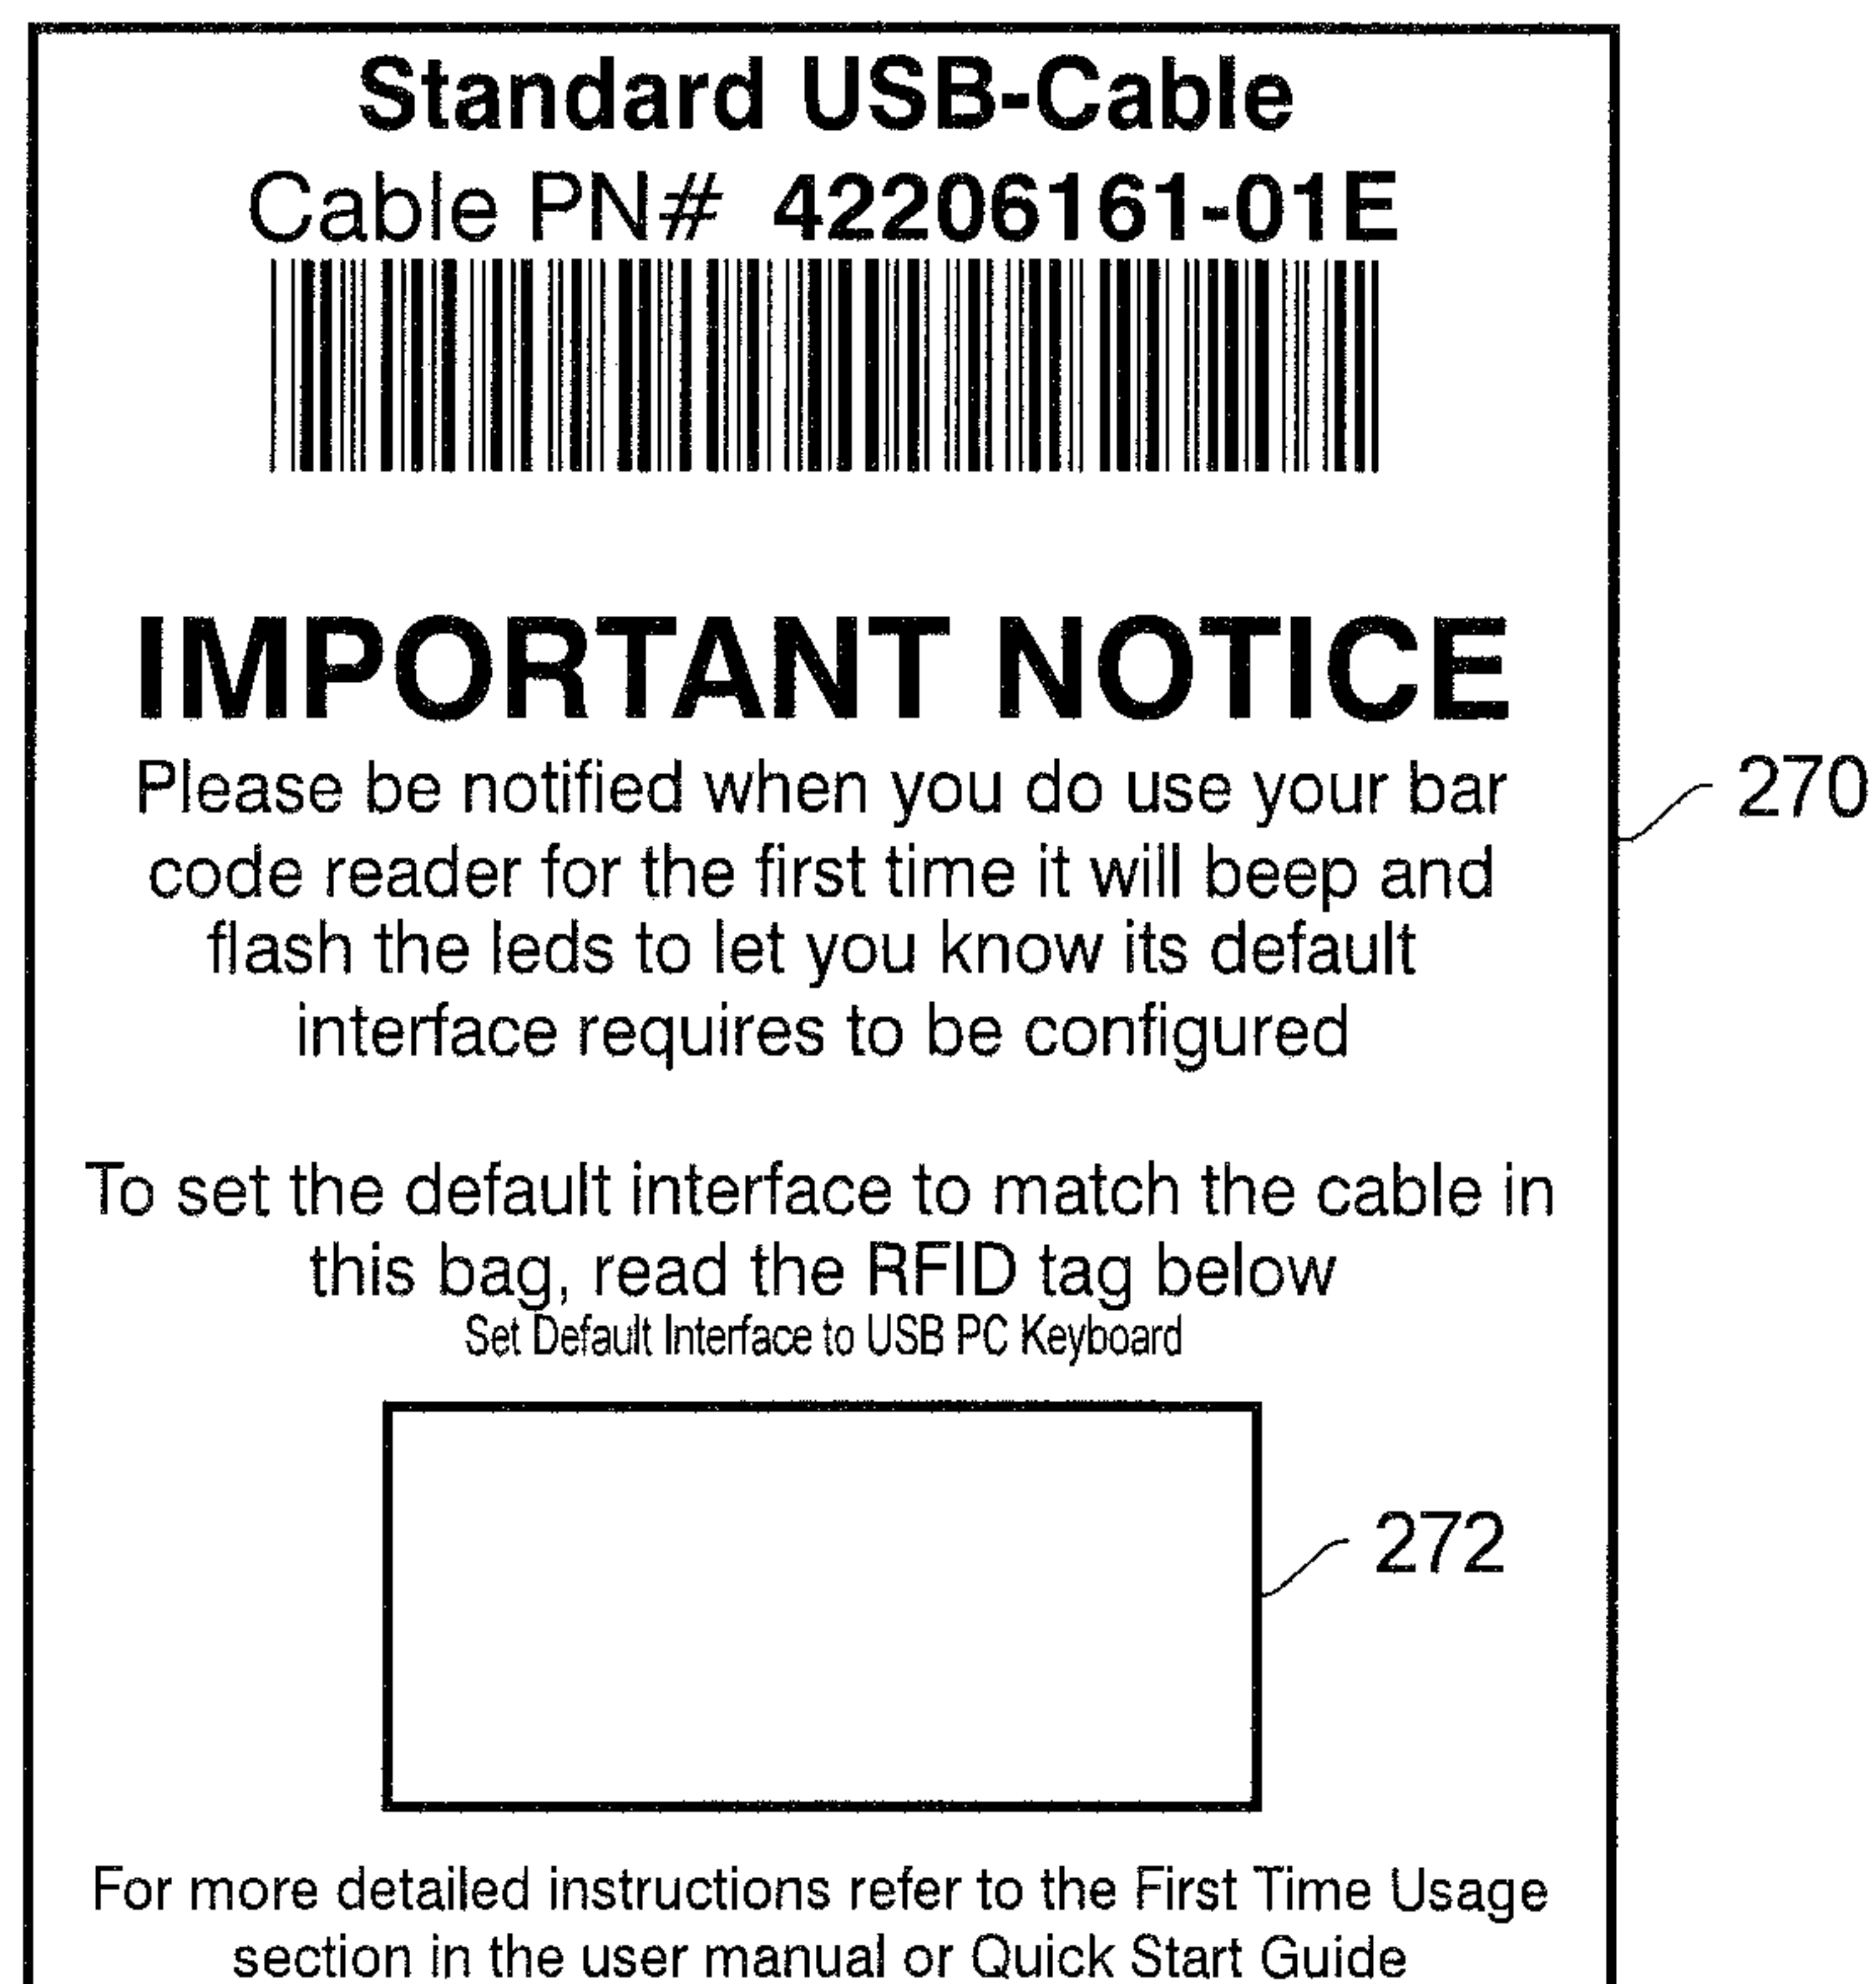 Standard USB-Cable
Cable PN# 42206161-01E
IMPORTANT NOTICE
Please be notified when you do use your bar
code reader for the first time it will beep and
flash the leds to let you know its default
interface requires to be configured
270
To set the default interface to match the cable in
this bag, read the RFID tag below
Set Default Interface to USB PC Keyboard
272
For more detailed instructions refer to the First Time Usage
section in the user manual or Quick Start Guide